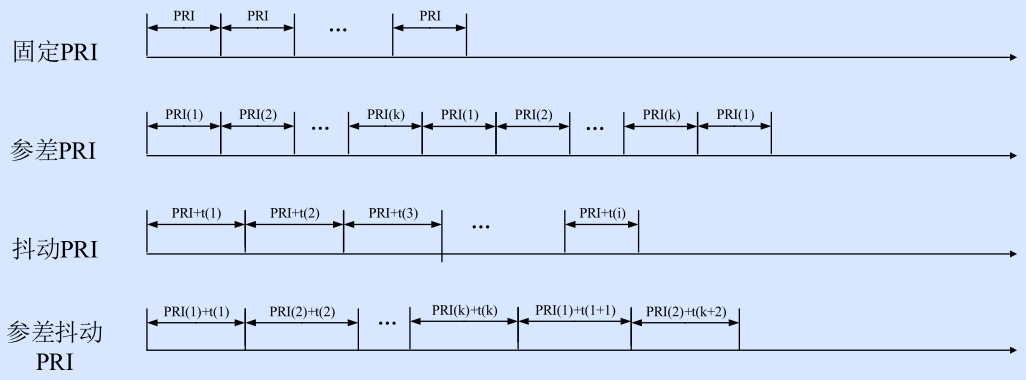 PRI PRI ... PRI
固定PRI
PRI(1) PRI(2) ... PRI(k) PRI(1) PRI(2) ... PRI(k) PRI(1)
参差PRI
PRI+t(1) PRI+t(2) PRI+t(3) ... PRI+t(i)
抖动PRI
PRI(1)+t(1) PRI(2)+t(2) ... PRI(k)+t(k) PRI(1)+t(1+1) PRI(2)+t(k+2)
参差抖动
PRI